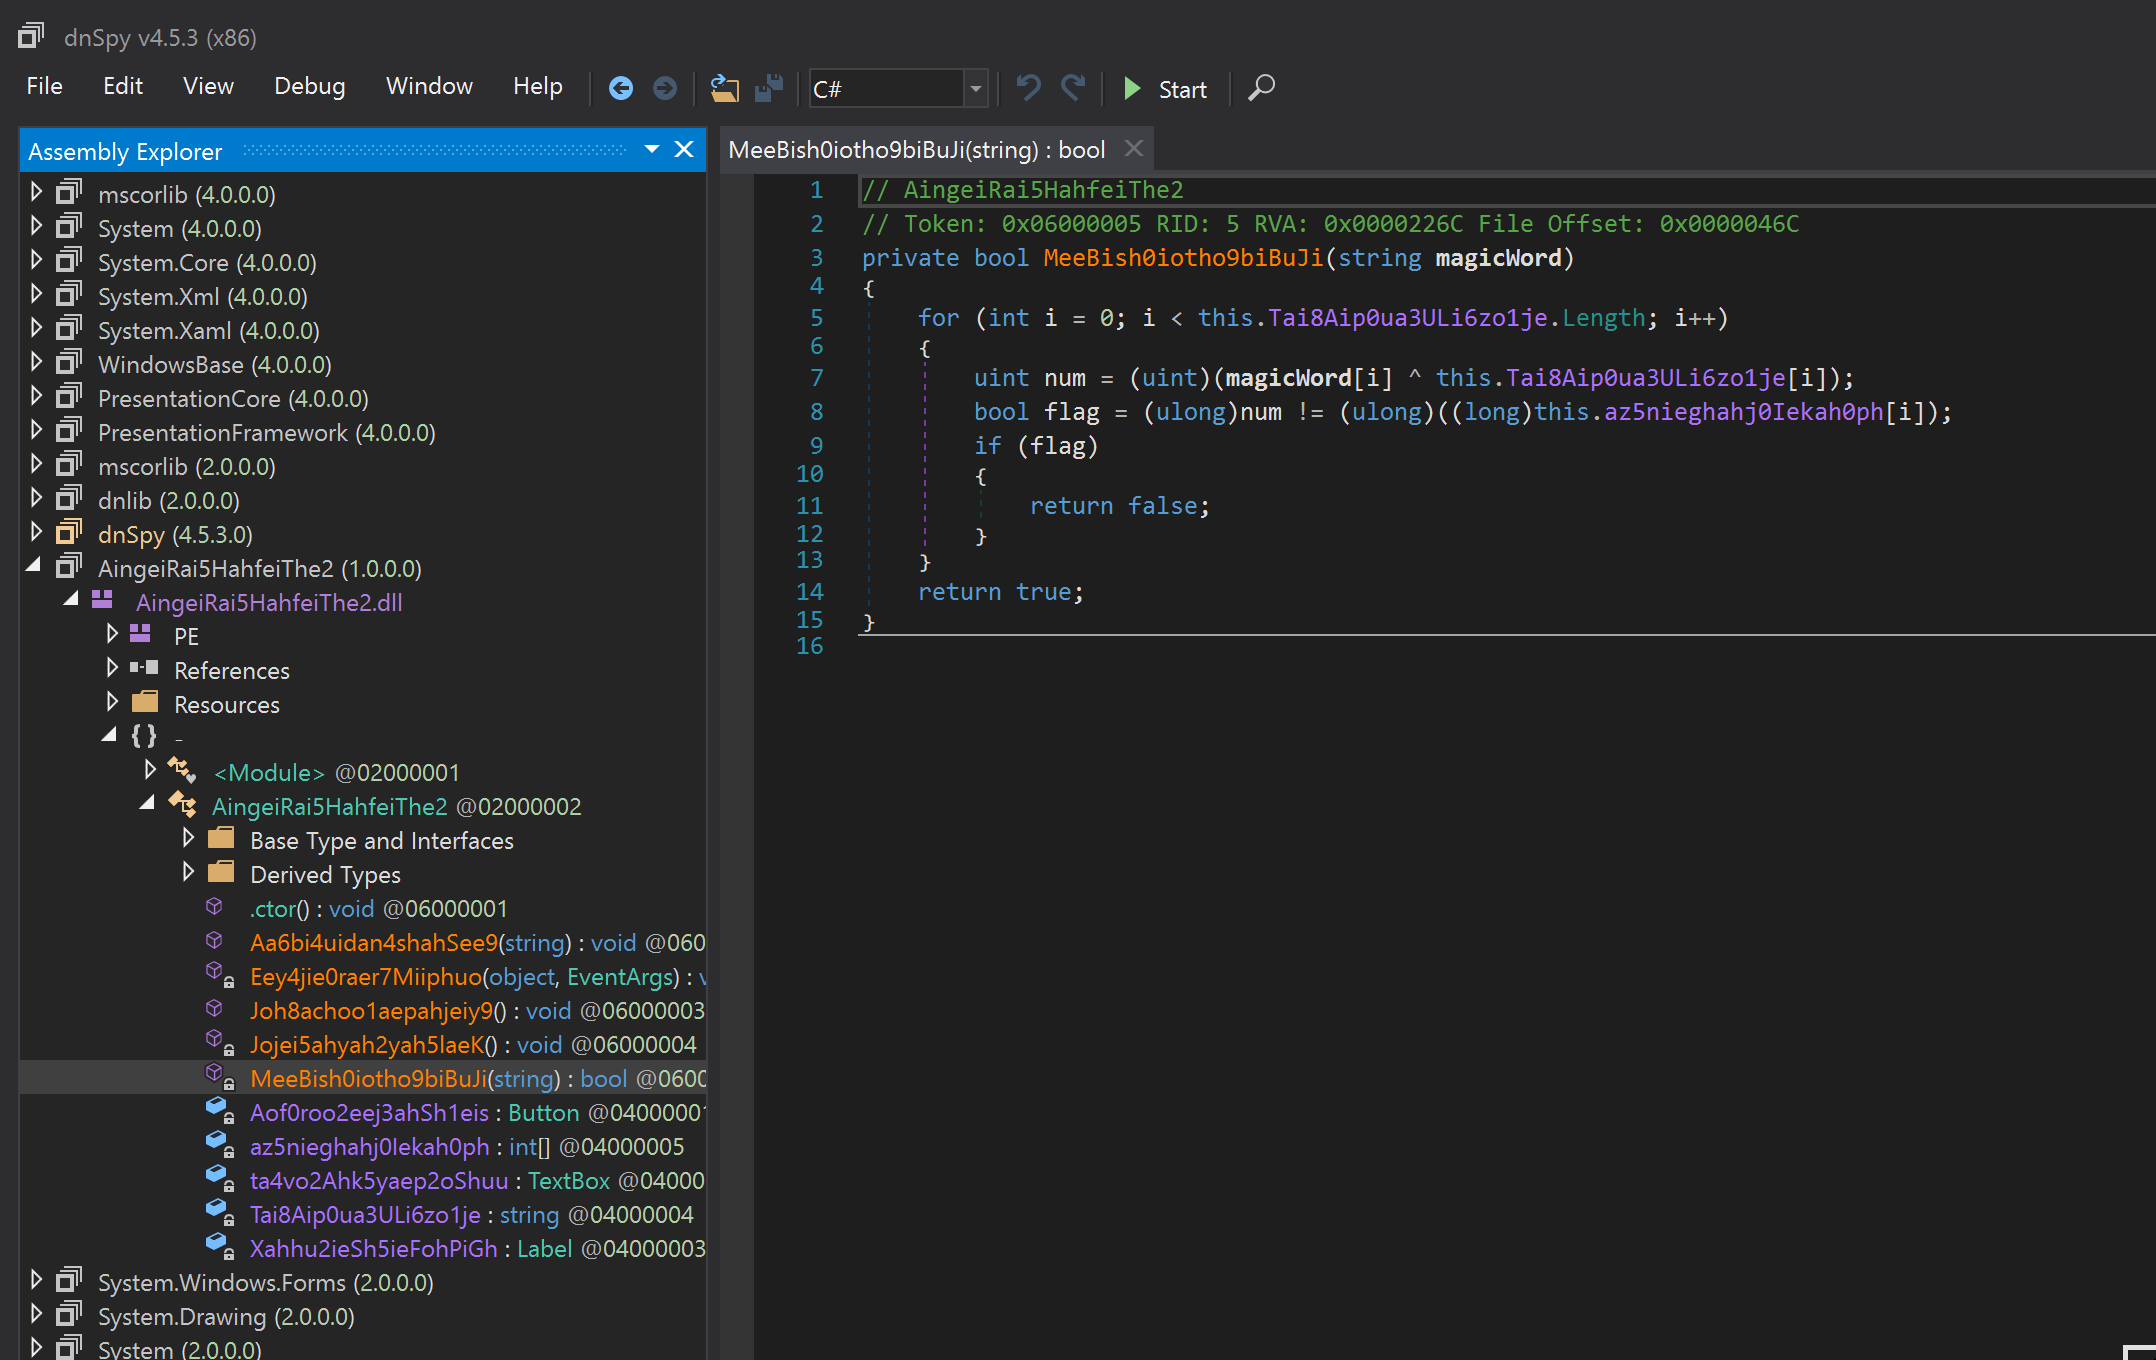 dnSpy v4.5.3 (x86)
File Edit View Debug Window Help C# Start
Assembly Explorer
mscorlib (4.0.0.0)
System (4.0.0.0)
System.Core (4.0.0.0)
System.Xml (4.0.0.0)
System.Xaml (4.0.0.0)
WindowsBase (4.0.0.0)
PresentationCore (4.0.0.0)
PresentationFramework (4.0.0.0)
mscorlib (2.0.0.0)
dnlib (2.0.0.0)
dnSpy (4.5.3.0)
AingeiRai5HahfeiThe2 (1.0.0.0)
AingeiRai5HahfeiThe2.dll
PE
References
Resources
{ } -
<Module> @02000001
AingeiRai5HahfeiThe2 @02000002
Base Type and Interfaces
Derived Types
.ctor() : void @06000001
Aa6bi4uidan4shahSee9(string) : void @060
Eey4jie0raer7Miiphuo(object, EventArgs) : v
Joh8achoo1aepahjeiy9() : void @06000003
Jojei5ahyah2yah5laeK() : void @06000004
MeeBish0iotho9biBuJi(string) : bool @0600
Aof0roo2eej3ahSh1eis : Button @04000001
az5nieghahj0Iekah0ph : int[] @04000005
ta4vo2Ahk5yaep2oShuu : TextBox @04000
Tai8Aip0ua3ULi6zo1je : string @04000004
Xahhu2ieSh5ieFohPiGh : Label @04000003
System.Windows.Forms (2.0.0.0)
System.Drawing (2.0.0.0)
System (2.0.0.0)
MeeBish0iotho9biBuJi(string) : bool
1 // AingeiRai5HahfeiThe2
2 // Token: 0x06000005 RID: 5 RVA: 0x0000226C File Offset: 0x0000046C
3 private bool MeeBish0iotho9biBuJi(string magicWord)
4 {
5 for (int i = 0; i < this.Tai8Aip0ua3ULi6zo1je.Length; i++)
6 {
7 uint num = (uint)(magicWord[i] ^ this.Tai8Aip0ua3ULi6zo1je[i]);
8 bool flag = (ulong)num != (ulong)((long)this.az5nieghahj0Iekah0ph[i]);
9 if (flag)
10 {
11 return false;
12 }
13 }
14 return true;
15 }
16